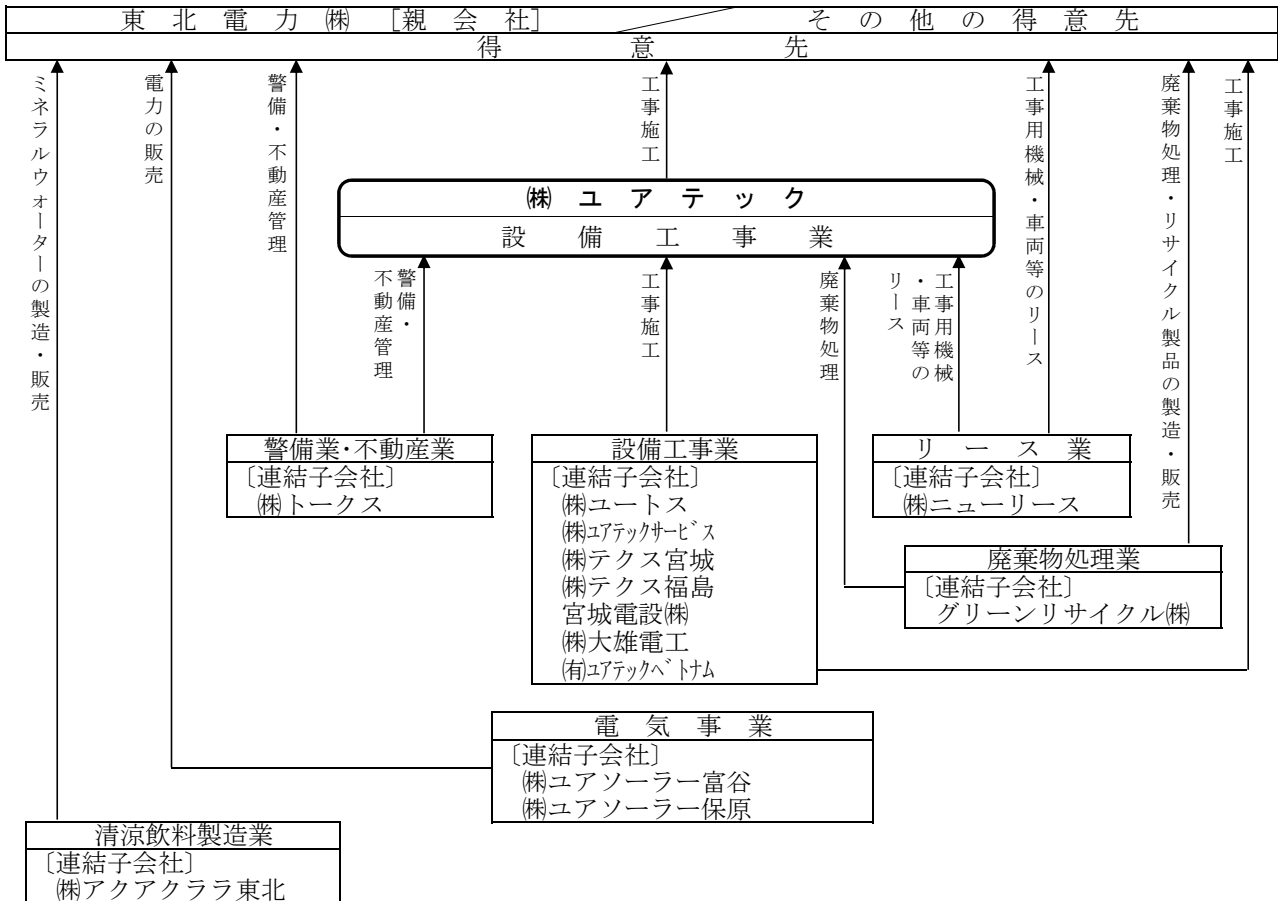 東北電力㈱ [親会社] その他の得意先
得意先
ミネラルウォーターの製造・販売
電力の販売
警備・不動産管理
工事施工
工事用機械・車両等のリース
廃棄物処理・リサイクル製品の製造・販売
工事施工
㈱ユアテック
設備工事業
警備・
不動産管理
工事施工
廃棄物処理
工事用機械
・車両等の
リース
警備業・不動産業
〔連結子会社〕
㈱トークス
設備工事業
〔連結子会社〕
㈱ユートス
㈱ユアテックサービス
㈱テクス宮城
㈱テクス福島
宮城電設㈱
㈱大雄電工
㈲ユアテックベトナム
リース業
〔連結子会社〕
㈱ニューリース
廃棄物処理業
〔連結子会社〕
グリーンリサイクル㈱
電気事業
〔連結子会社〕
㈱ユアソーラー富谷
㈱ユアソーラー保原
清涼飲料製造業
〔連結子会社〕
㈱アクアクララ東北